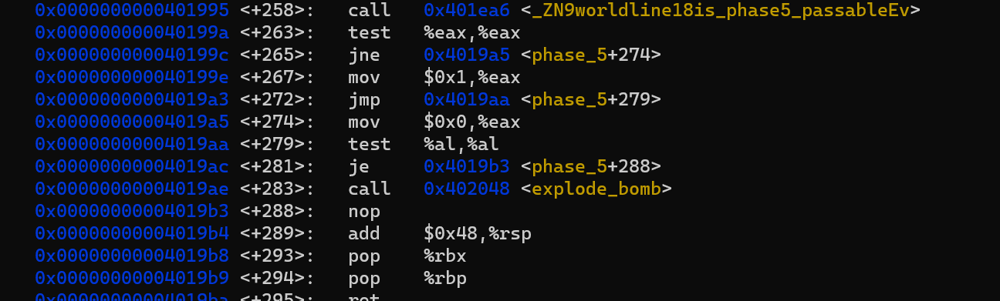 0x0000000000401995 <+258>: call 0x401ea6 <_ZN9worldline18is_phase5_passableEv>
0x000000000040199a <+263>: test %eax,%eax
0x000000000040199c <+265>: jne 0x4019a5 <phase_5+274>
0x000000000040199e <+267>: mov $0x1,%eax
0x00000000004019a3 <+272>: jmp 0x4019aa <phase_5+279>
0x00000000004019a5 <+274>: mov $0x0,%eax
0x00000000004019aa <+279>: test %al,%al
0x00000000004019ac <+281>: je 0x4019b3 <phase_5+288>
0x00000000004019ae <+283>: call 0x402048 <explode_bomb>
0x00000000004019b3 <+288>: nop
0x00000000004019b4 <+289>: add $0x48,%rsp
0x00000000004019b8 <+293>: pop %rbx
0x00000000004019b9 <+294>: pop %rbp
0x00000000004019ba <+295>: ret